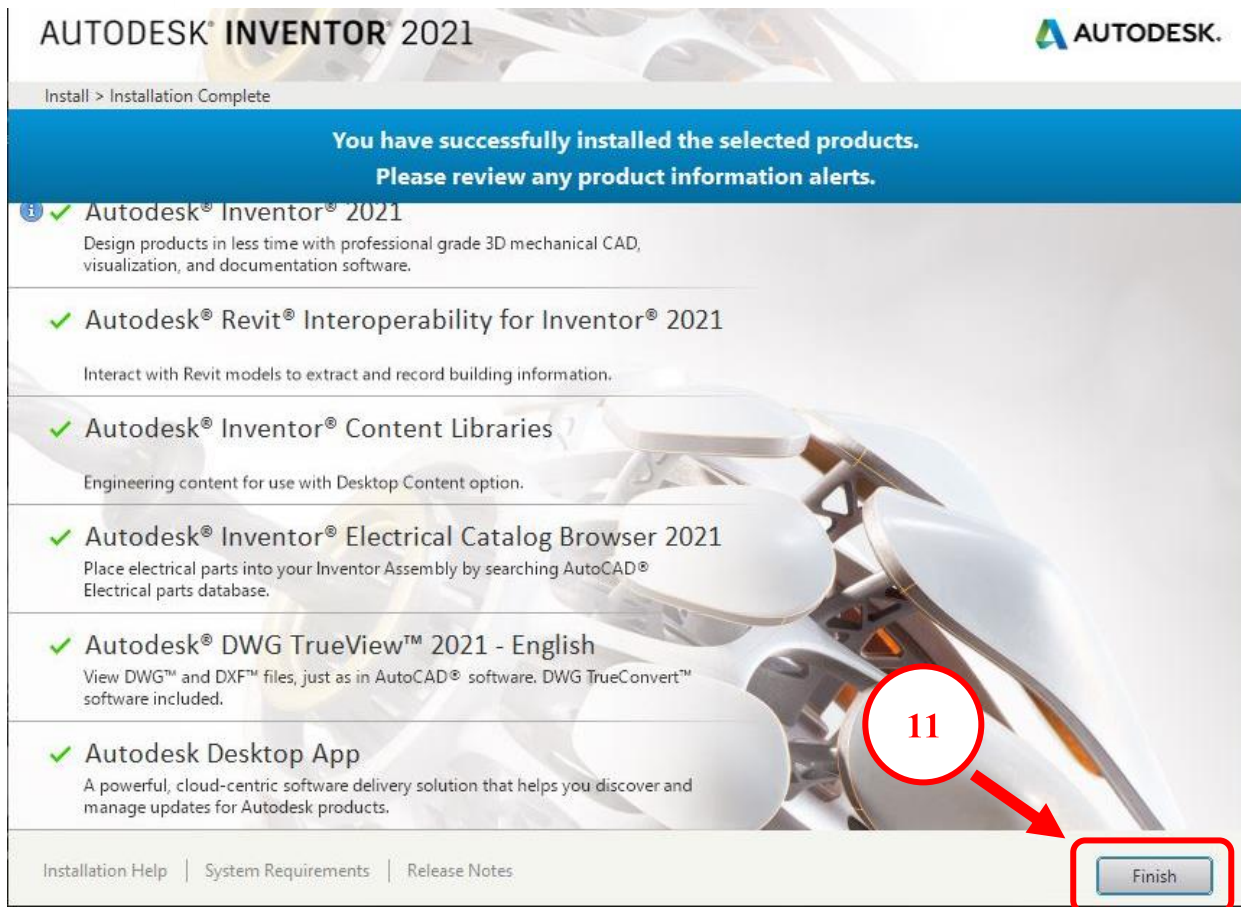 AUTODESK® INVENTOR® 2021
AUTODESK.
Install > Installation Complete
You have successfully installed the selected products.
Please review any product information alerts.
Autodesk® Inventor® 2021
Design products in less time with professional grade 3D mechanical CAD,
visualization, and documentation software.
Autodesk® Revit® Interoperability for Inventor® 2021
Interact with Revit models to extract and record building information.
Autodesk® Inventor® Content Libraries
Engineering content for use with Desktop Content option.
Autodesk® Inventor® Electrical Catalog Browser 2021
Place electrical parts into your Inventor Assembly by searching AutoCAD®
Electrical parts database.
Autodesk® DWG TrueView™ 2021 - English
View DWG™ and DXF™ files, just as in AutoCAD® software. DWG TrueConvert™
software included.
11
Autodesk Desktop App
A powerful, cloud-centric software delivery solution that helps you discover and
manage updates for Autodesk products.
Installation Help | System Requirements | Release Notes
Finish